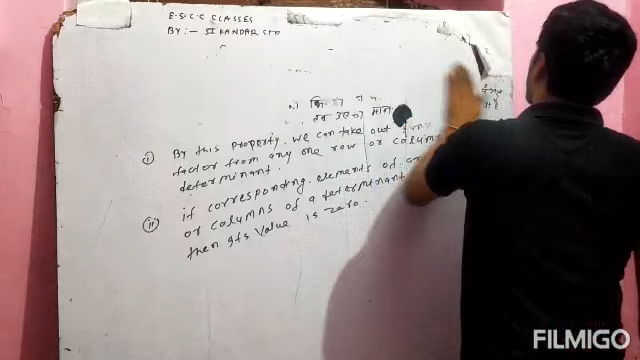 E.S.C.C CLASSES
BY:- SIKANDAR
मान
है
(i) By this property, we can take out
factor from any one row or column
determinant.
(ii) if corresponding elements of
or columns of a determinant
then its value is zero.
FILMIGO